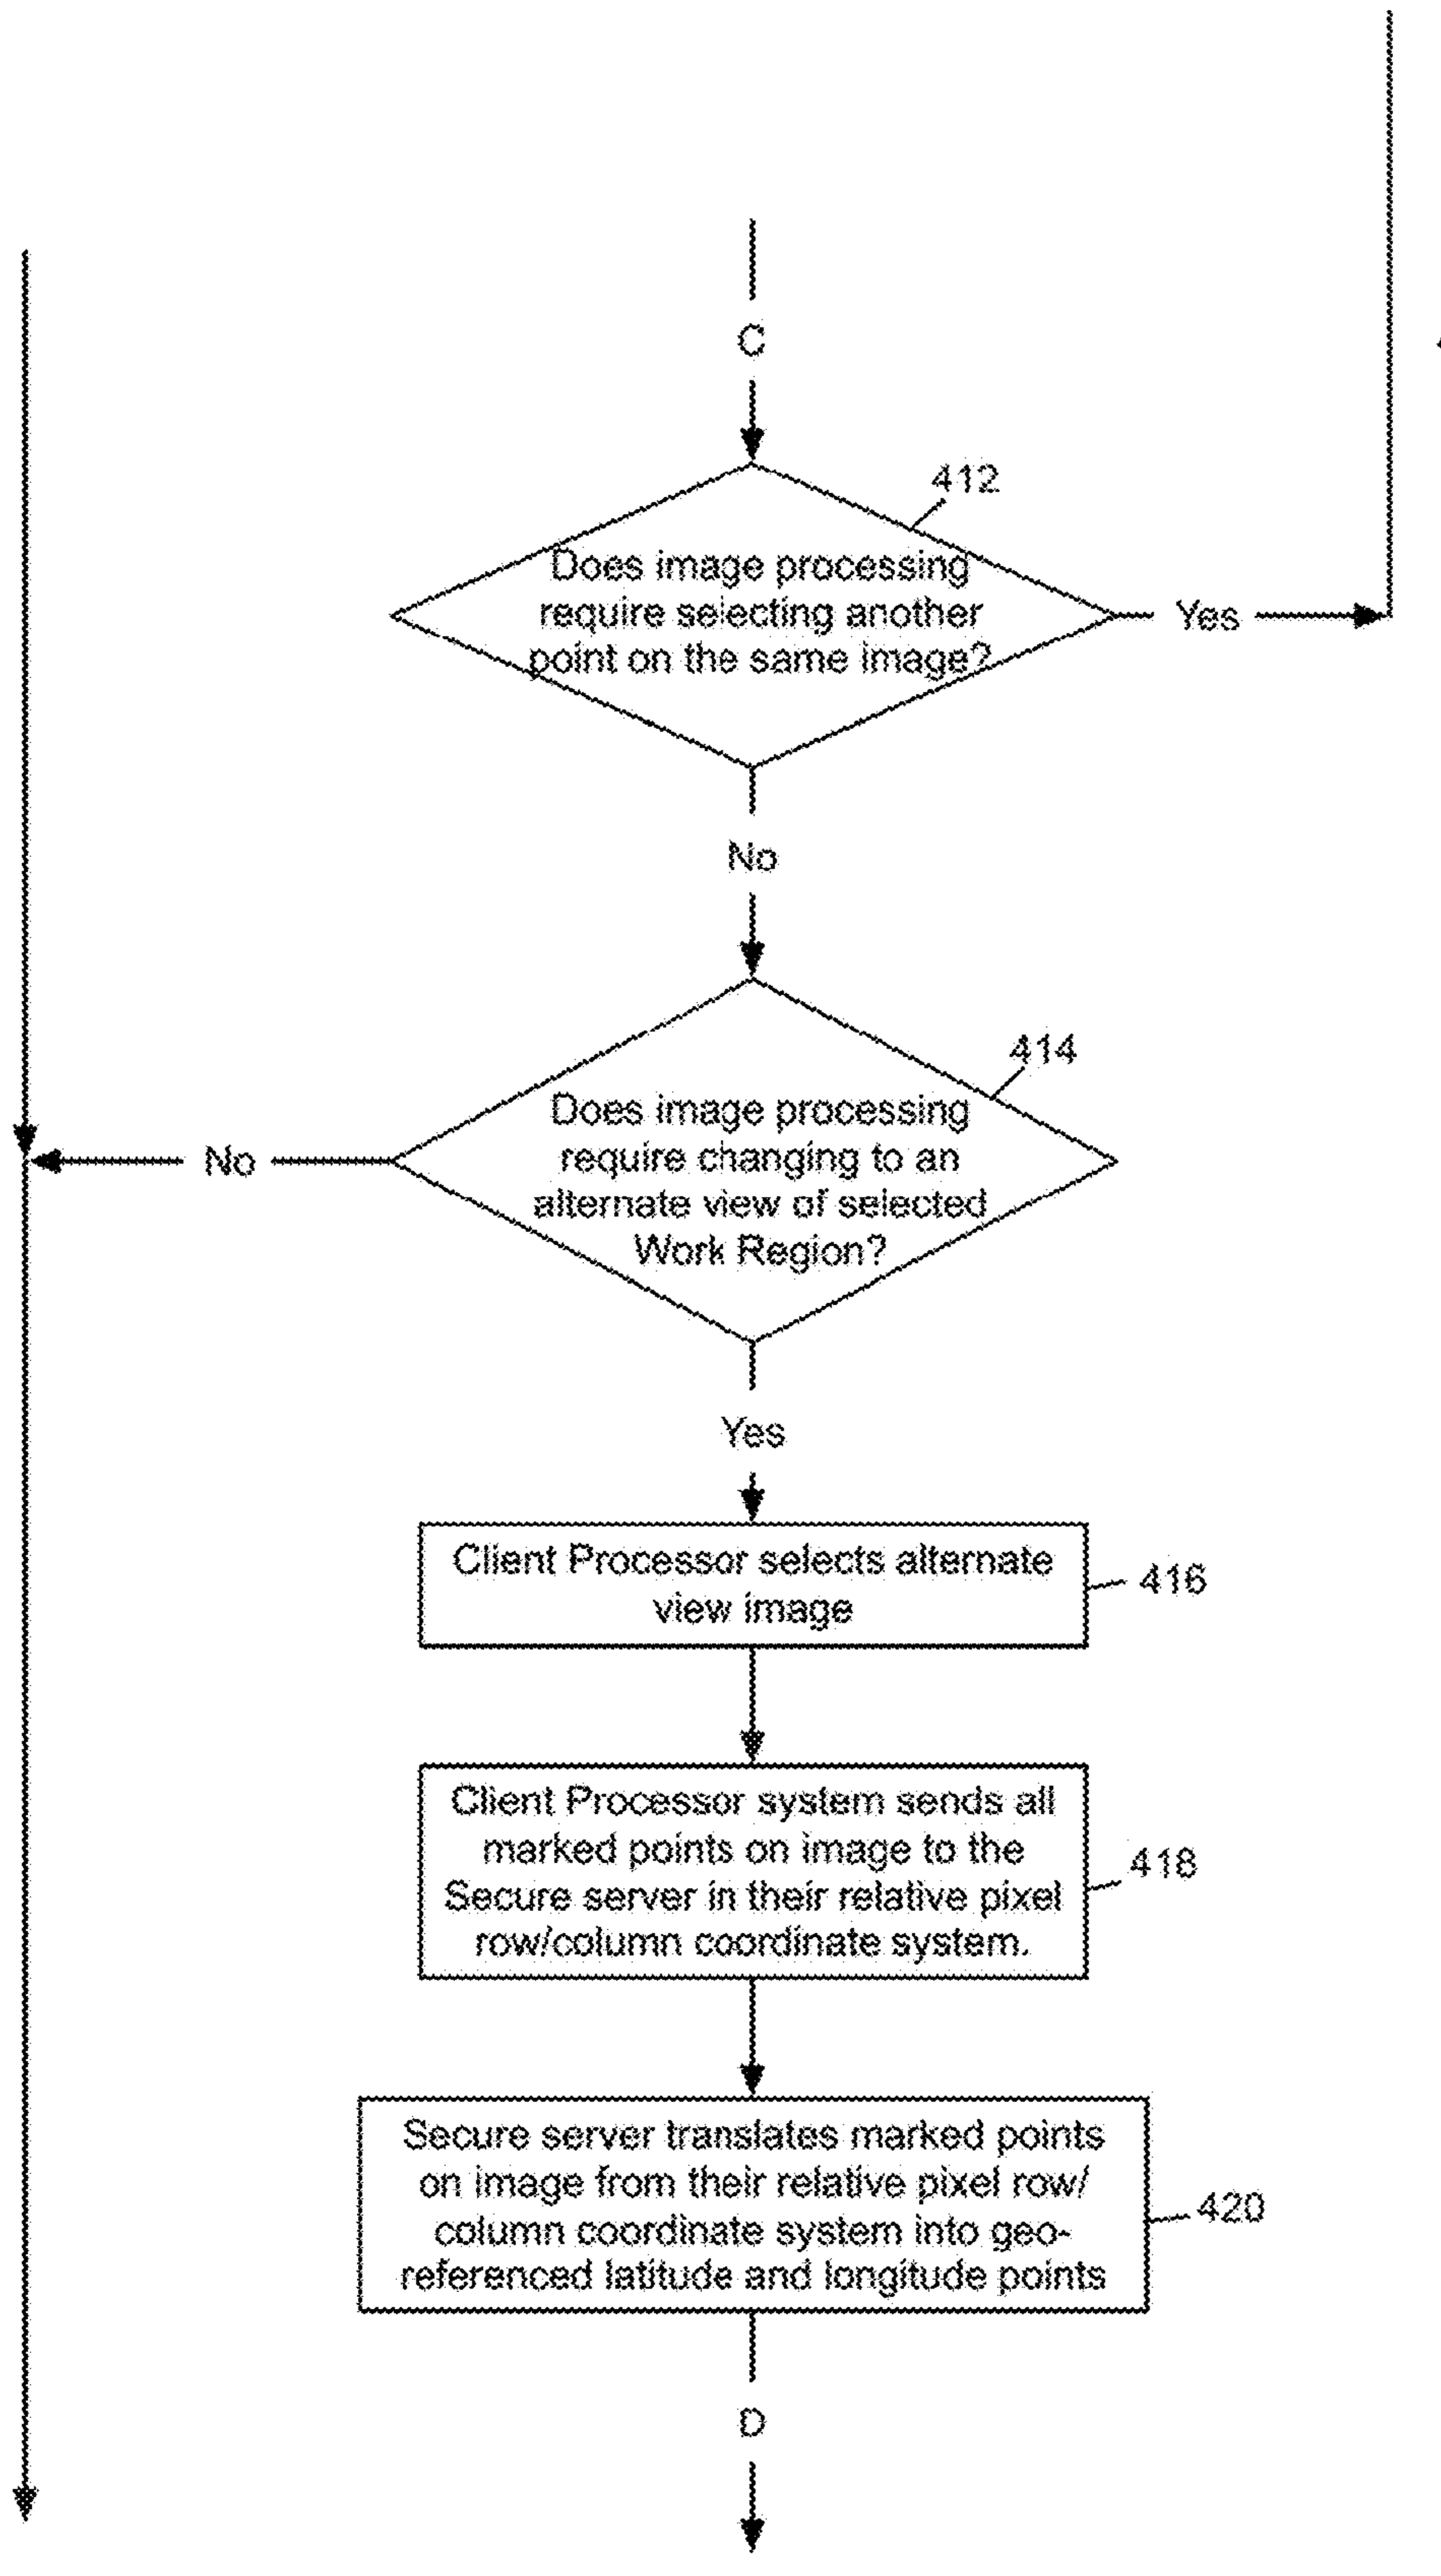 C
412
Does image processing
require selecting another
point on the same image?
Yes
No
414
Does image processing
require changing to an
alternate view of selected
Work Region?
No
Yes
Client Processor selects alternate
view image
416
Client Processor system sends all
marked points on image to the
Secure server in their relative pixel
row/column coordinate system.
418
Secure server translates marked points
on image from their relative pixel row/
column coordinate system into geo-
referenced latitude and longitude points
420
D